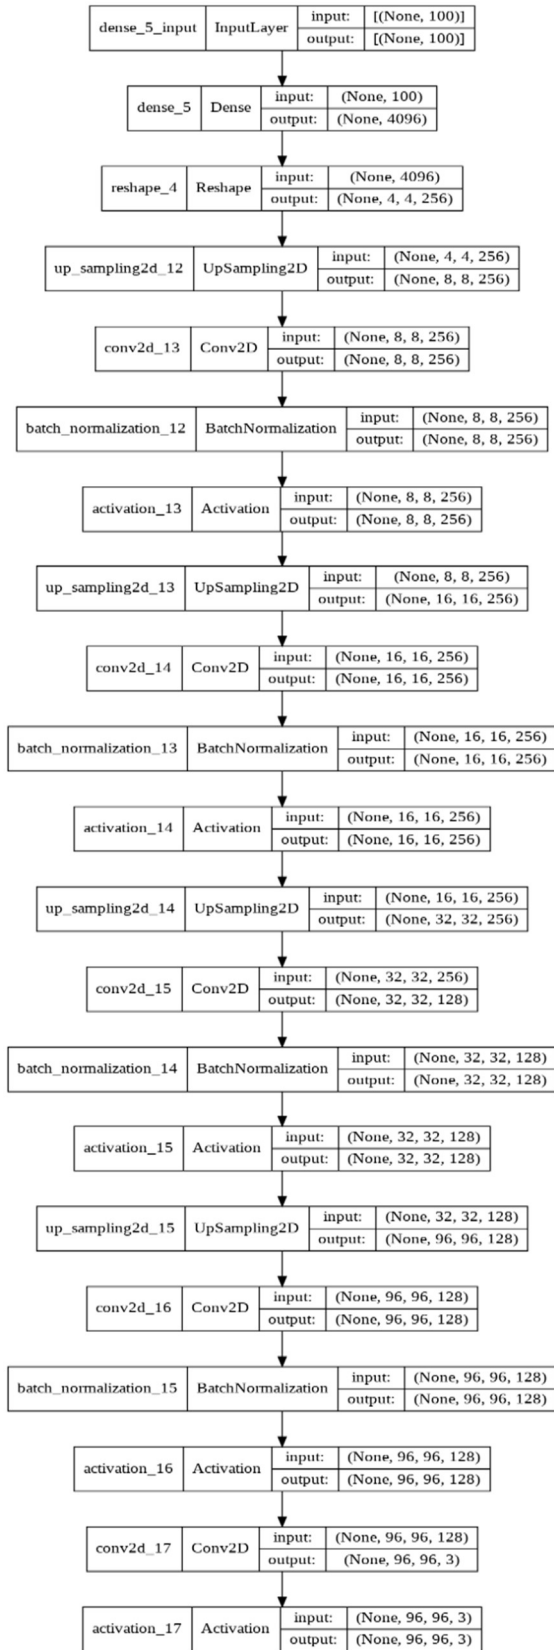 dense_5_input InputLayer input: [(None, 100)]
output: [(None, 100)]
dense_5 Dense input: (None, 100)
output: (None, 4096)
reshape_4 Reshape input: (None, 4096)
output: (None, 4, 4, 256)
up_sampling2d_12 UpSampling2D input: (None, 4, 4, 256)
output: (None, 8, 8, 256)
conv2d_13 Conv2D input: (None, 8, 8, 256)
output: (None, 8, 8, 256)
batch_normalization_12 BatchNormalization input: (None, 8, 8, 256)
output: (None, 8, 8, 256)
activation_13 Activation input: (None, 8, 8, 256)
output: (None, 8, 8, 256)
up_sampling2d_13 UpSampling2D input: (None, 8, 8, 256)
output: (None, 16, 16, 256)
conv2d_14 Conv2D input: (None, 16, 16, 256)
output: (None, 16, 16, 256)
batch_normalization_13 BatchNormalization input: (None, 16, 16, 256)
output: (None, 16, 16, 256)
activation_14 Activation input: (None, 16, 16, 256)
output: (None, 16, 16, 256)
up_sampling2d_14 UpSampling2D input: (None, 16, 16, 256)
output: (None, 32, 32, 256)
conv2d_15 Conv2D input: (None, 32, 32, 256)
output: (None, 32, 32, 128)
batch_normalization_14 BatchNormalization input: (None, 32, 32, 128)
output: (None, 32, 32, 128)
activation_15 Activation input: (None, 32, 32, 128)
output: (None, 32, 32, 128)
up_sampling2d_15 UpSampling2D input: (None, 32, 32, 128)
output: (None, 96, 96, 128)
conv2d_16 Conv2D input: (None, 96, 96, 128)
output: (None, 96, 96, 128)
batch_normalization_15 BatchNormalization input: (None, 96, 96, 128)
output: (None, 96, 96, 128)
activation_16 Activation input: (None, 96, 96, 128)
output: (None, 96, 96, 128)
conv2d_17 Conv2D input: (None, 96, 96, 128)
output: (None, 96, 96, 3)
activation_17 Activation input: (None, 96, 96, 3)
output: (None, 96, 96, 3)